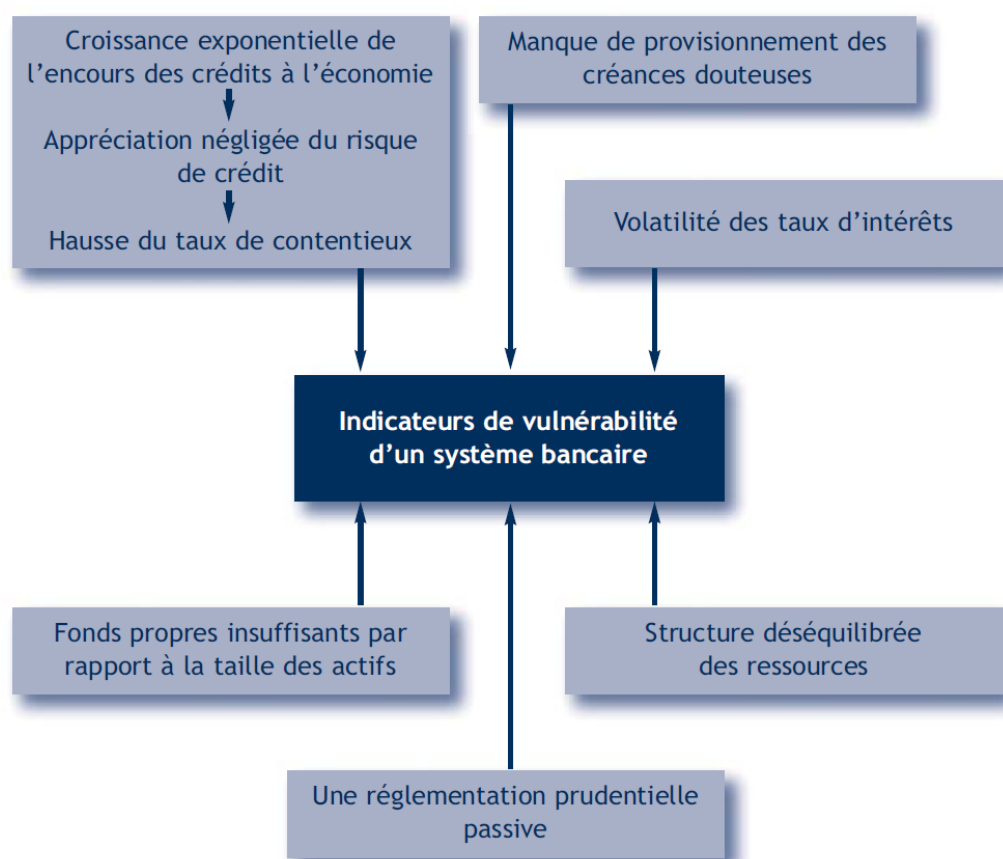 Croissance exponentielle de
l’encours des crédits à l’économie
Appréciation négligée du risque
de crédit
Hausse du taux de contentieux
Manque de provisionnement des
créances douteuses
Volatilité des taux d’intérêts
Indicateurs de vulnérabilité
d’un système bancaire
Fonds propres insuffisants par
rapport à la taille des actifs
Structure déséquilibrée
des ressources
Une réglementation prudentielle
passive